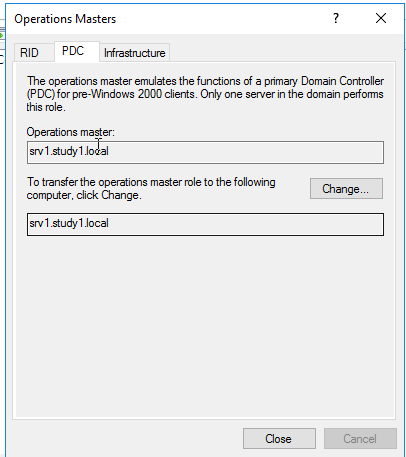 Operations Masters
RID PDC Infrastructure
The operations master emulates the functions of a primary Domain Controller
(PDC) for pre-Windows 2000 clients. Only one server in the domain performs
this role.
Operations master:
srv1.study1.local
To transfer the operations master role to the following
computer, click Change.
Change...
srv1.study1.local
Close Cancel